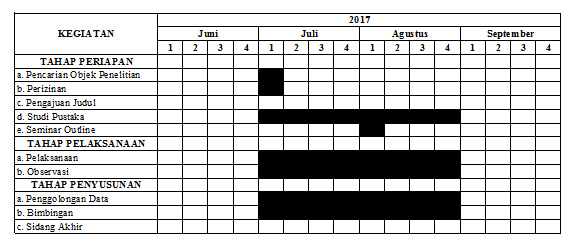 KEGIATAN
2017
Juni Juli Agustus September
1 2 3 4 1 2 3 4 1 2 3 4 1 2 3 4
TAHAP PERIAPAN
a. Pencarian Objek Penelitian
b. Perizinan
c. Pengajuan Judul
d. Studi Pustaka
e. Seminar Outline
TAHAP PELAKSANAAN
a. Pelaksanaan
b. Observasi
TAHAP PENYUSUNAN
a. Penggolongan Data
b. Bimbingan
c. Sidang Akhir